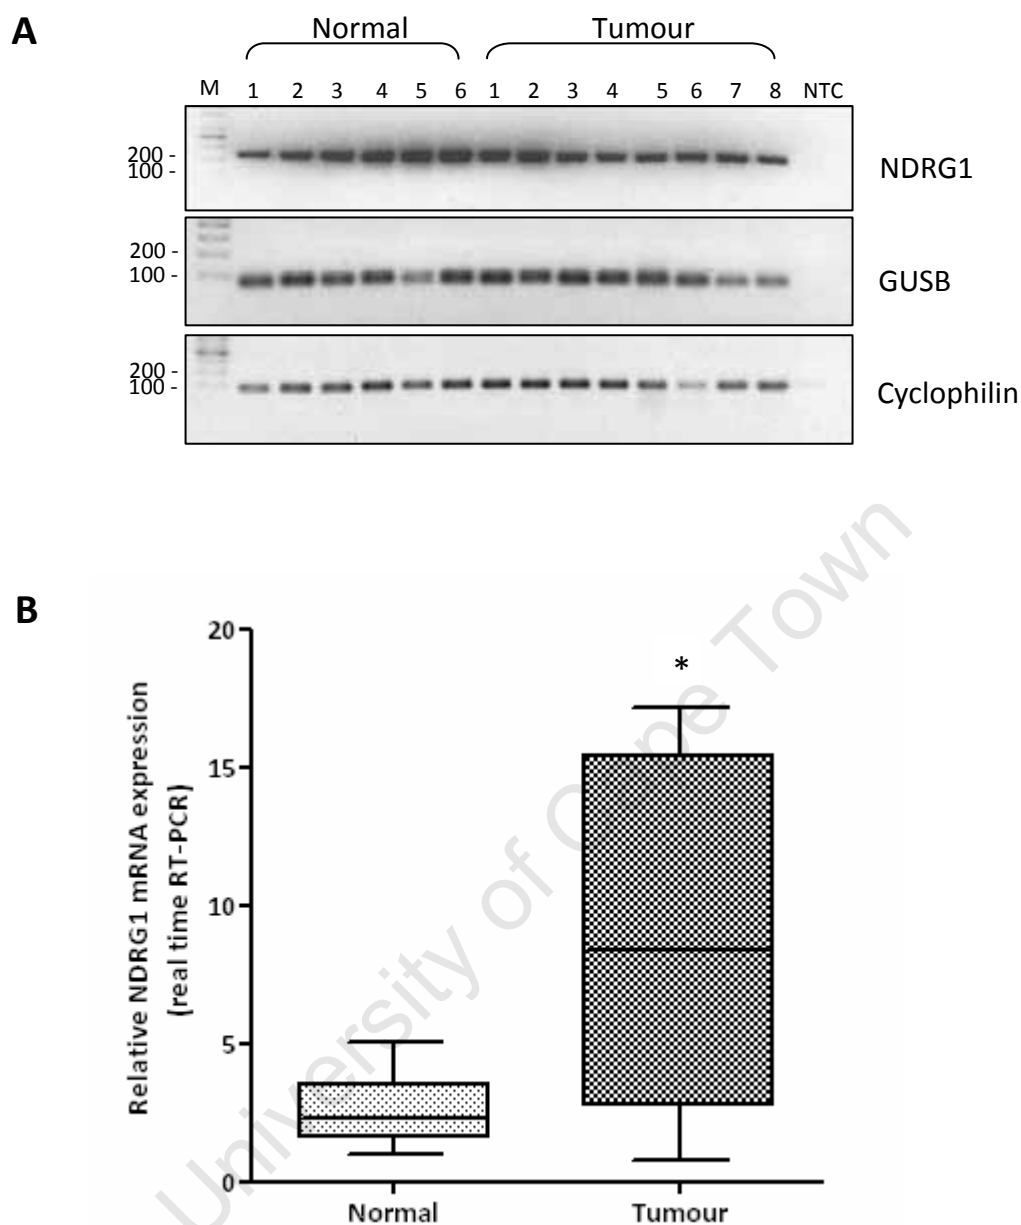 A
Normal Tumour
M 1 2 3 4 5 6 1 2 3 4 5 6 7 8 NTC
200 -
100 -
NDRG1
200 -
100 -
GUSB
200 -
100 -
Cyclophilin
B
Relative NDRG1 mRNA expression
(real time RT-PCR)
20
15
10
5
0
*
Normal Tumour
University of Cape Town